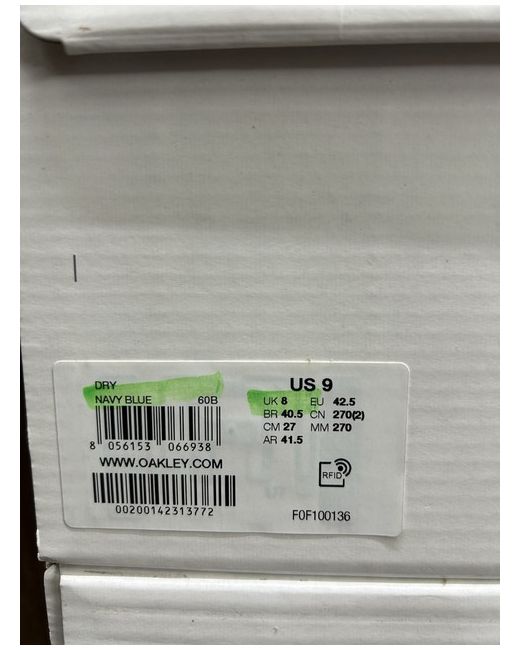 DRY
NAVY BLUE 60B
8 056153 066938
WWW.OAKLEY.COM
00200142313772
US 9
UK 8 EU 42.5
BR 40.5 CN 270(2)
CM 27 MM 270
AR 41.5
RFID
F0F100136